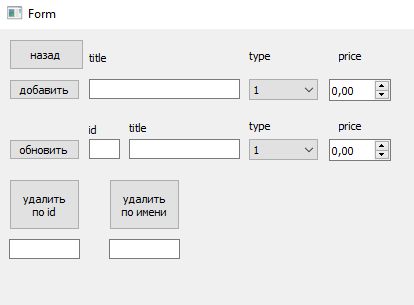 Form
назад
title
type
price
добавить
1
0,00
id
title
type
price
обновить
1
0,00
удалить
по id
удалить
по имени